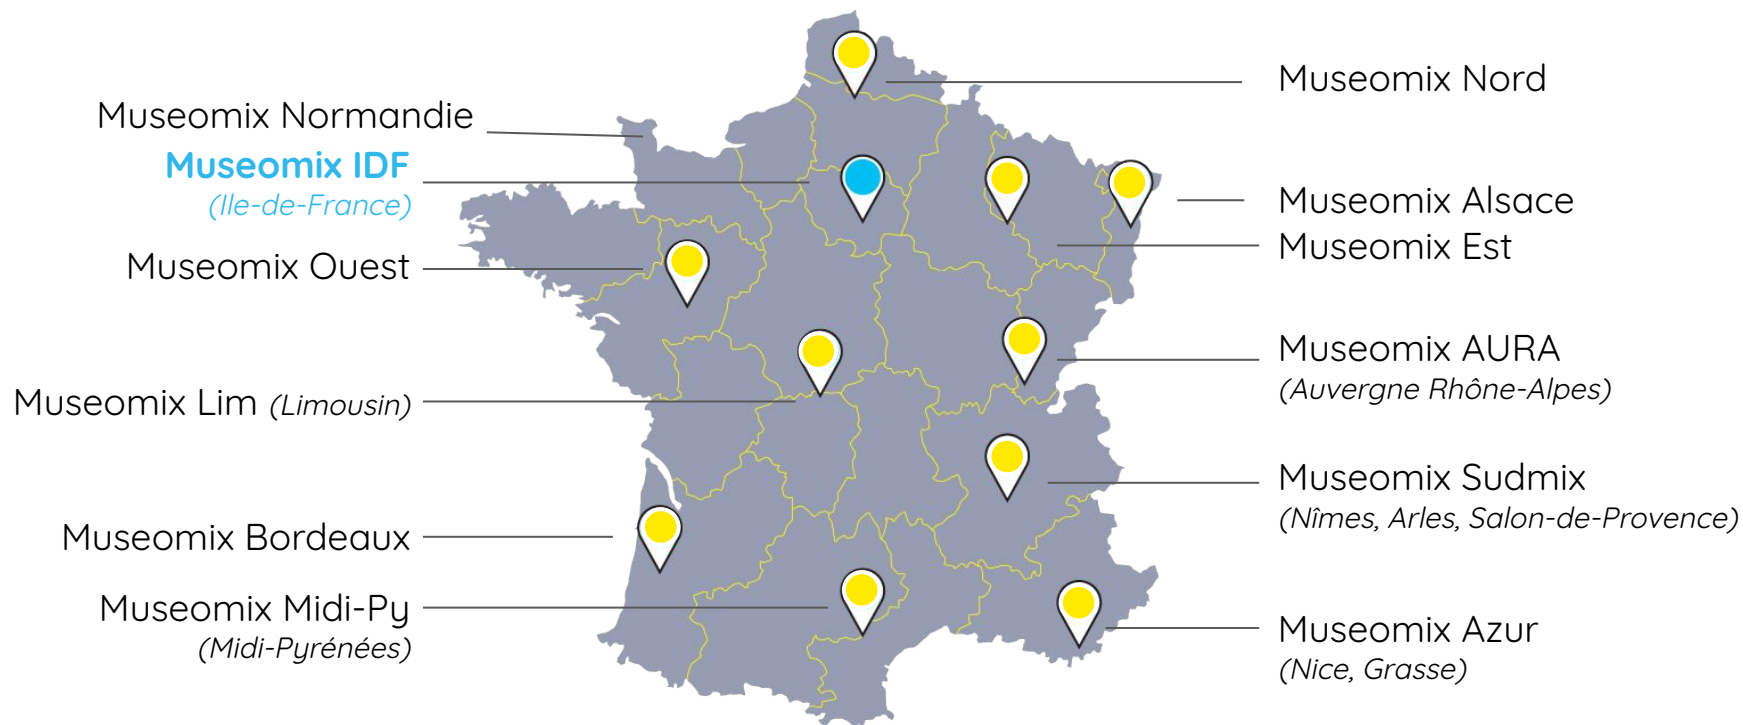 Museomix Normandie
Museomix IDF
(Ile-de-France)
Museomix Ouest
Museomix Lim (Limousin)
Museomix Bordeaux
Museomix Midi-Py
(Midi-Pyrénées)
Museomix Nord
Museomix Alsace
Museomix Est
Museomix AURA
(Auvergne Rhône-Alpes)
Museomix Sudmix
(Nîmes, Arles, Salon-de-Provence)
Museomix Azur
(Nice, Grasse)